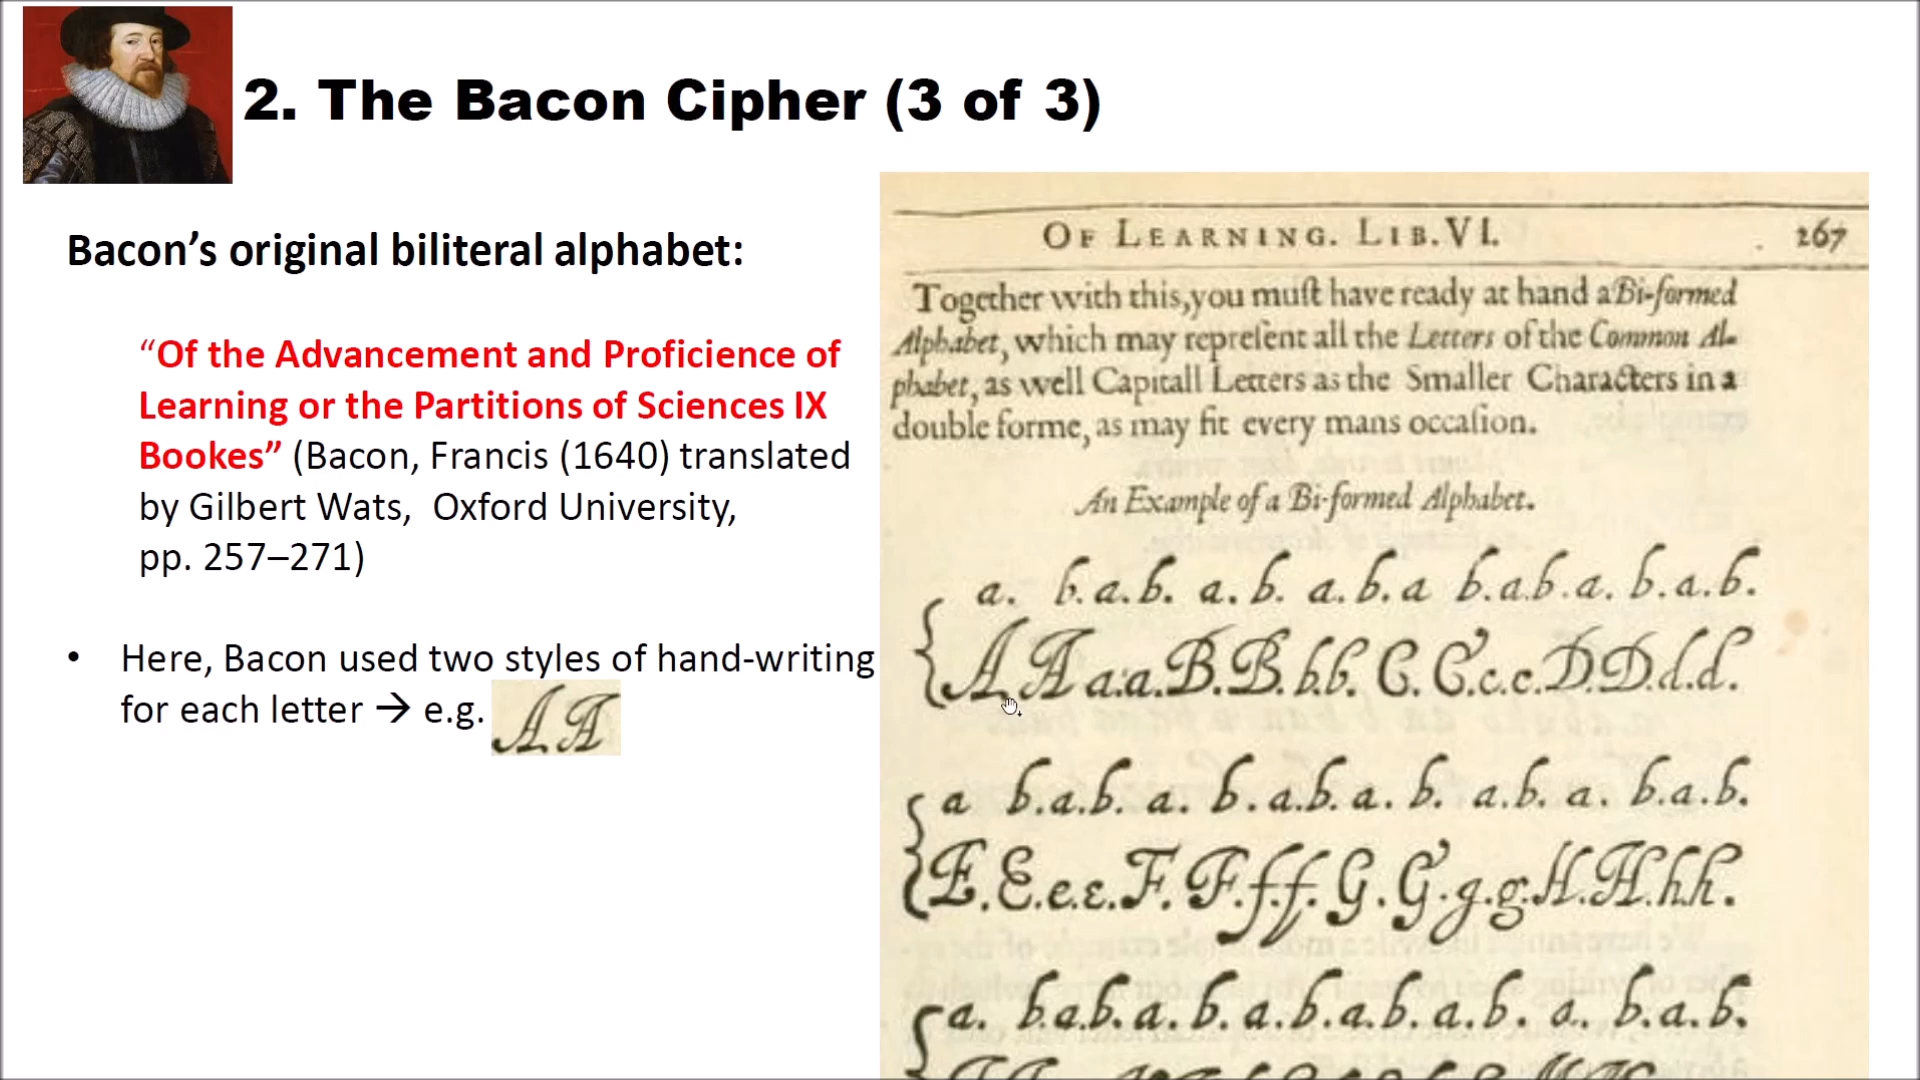 2. The Bacon Cipher (3 of 3)
Bacon’s original biliteral alphabet:
“Of the Advancement and Proficience of
Learning or the Partitions of Sciences IX
Bookes” (Bacon, Francis (1640) translated
by Gilbert Wats, Oxford University,
pp. 257–271)
• Here, Bacon used two styles of hand-writing
for each letter → e.g. A A
OF LEARNING. LIB. VI. 267
Together with this, you muſt have ready at hand a Bi-formed
Alphabet, which may repreſent all the Letters of the Common Al-
phabet, as well Capitall Letters as the Smaller Characters in a
double forme, as may fit every mans occaſion.
An Example of a Bi-formed Alphabet.
a. b.a.b. a. b. a.b.a b.a.b.a. b.a.b.
A A a.a.B.B.b.b. C. C.c.c.D.D.d.d.
a b.a.b. a. b. a.b. a. b. a.b. a. b.a.b.
E.E.e.e.F. F.f.f. G. G.g.g.H.H.h.h.
a. b.a.b.a. b. a.b.a.b.a.b. a. b.a.b.